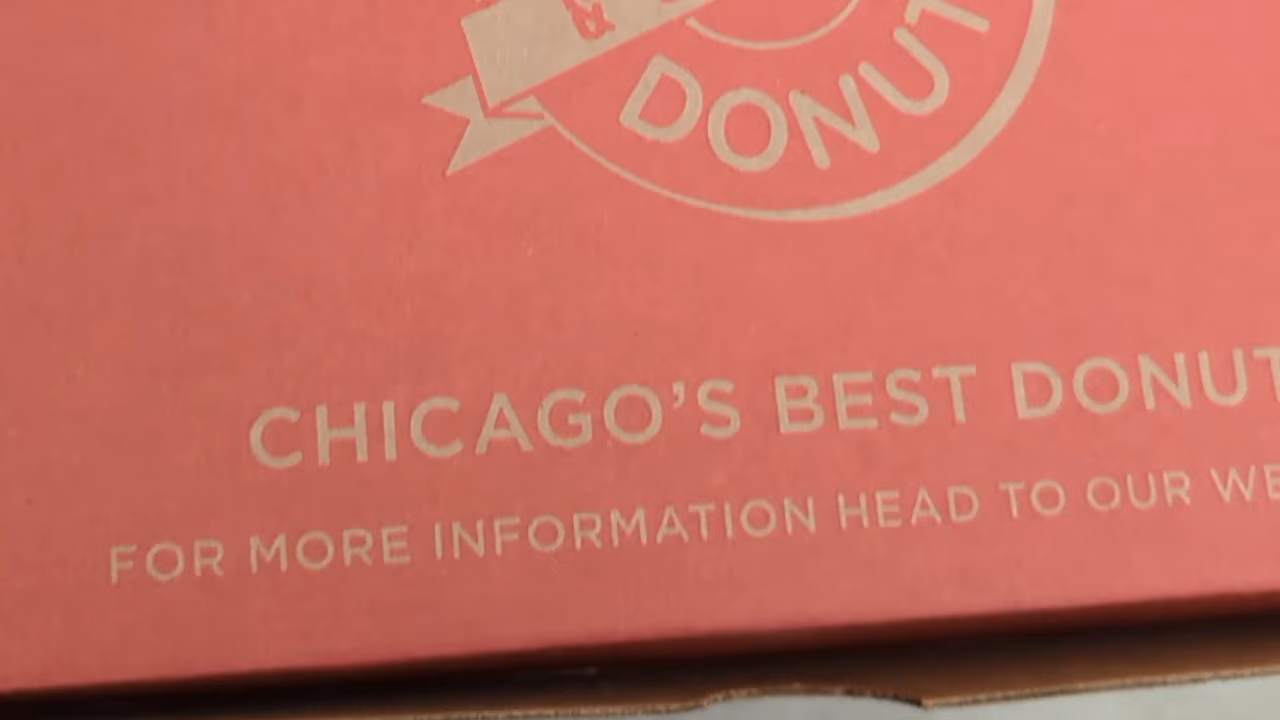 &
DONUT
CHICAGO'S BEST DONUT
FOR MORE INFORMATION HEAD TO OUR WE